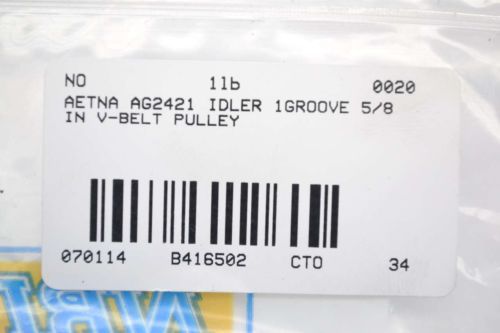 NO 1lb 0020
AETNA AG2421 IDLER 1GROOVE 5/8
IN V-BELT PULLEY
070114 B416502 CTO 34